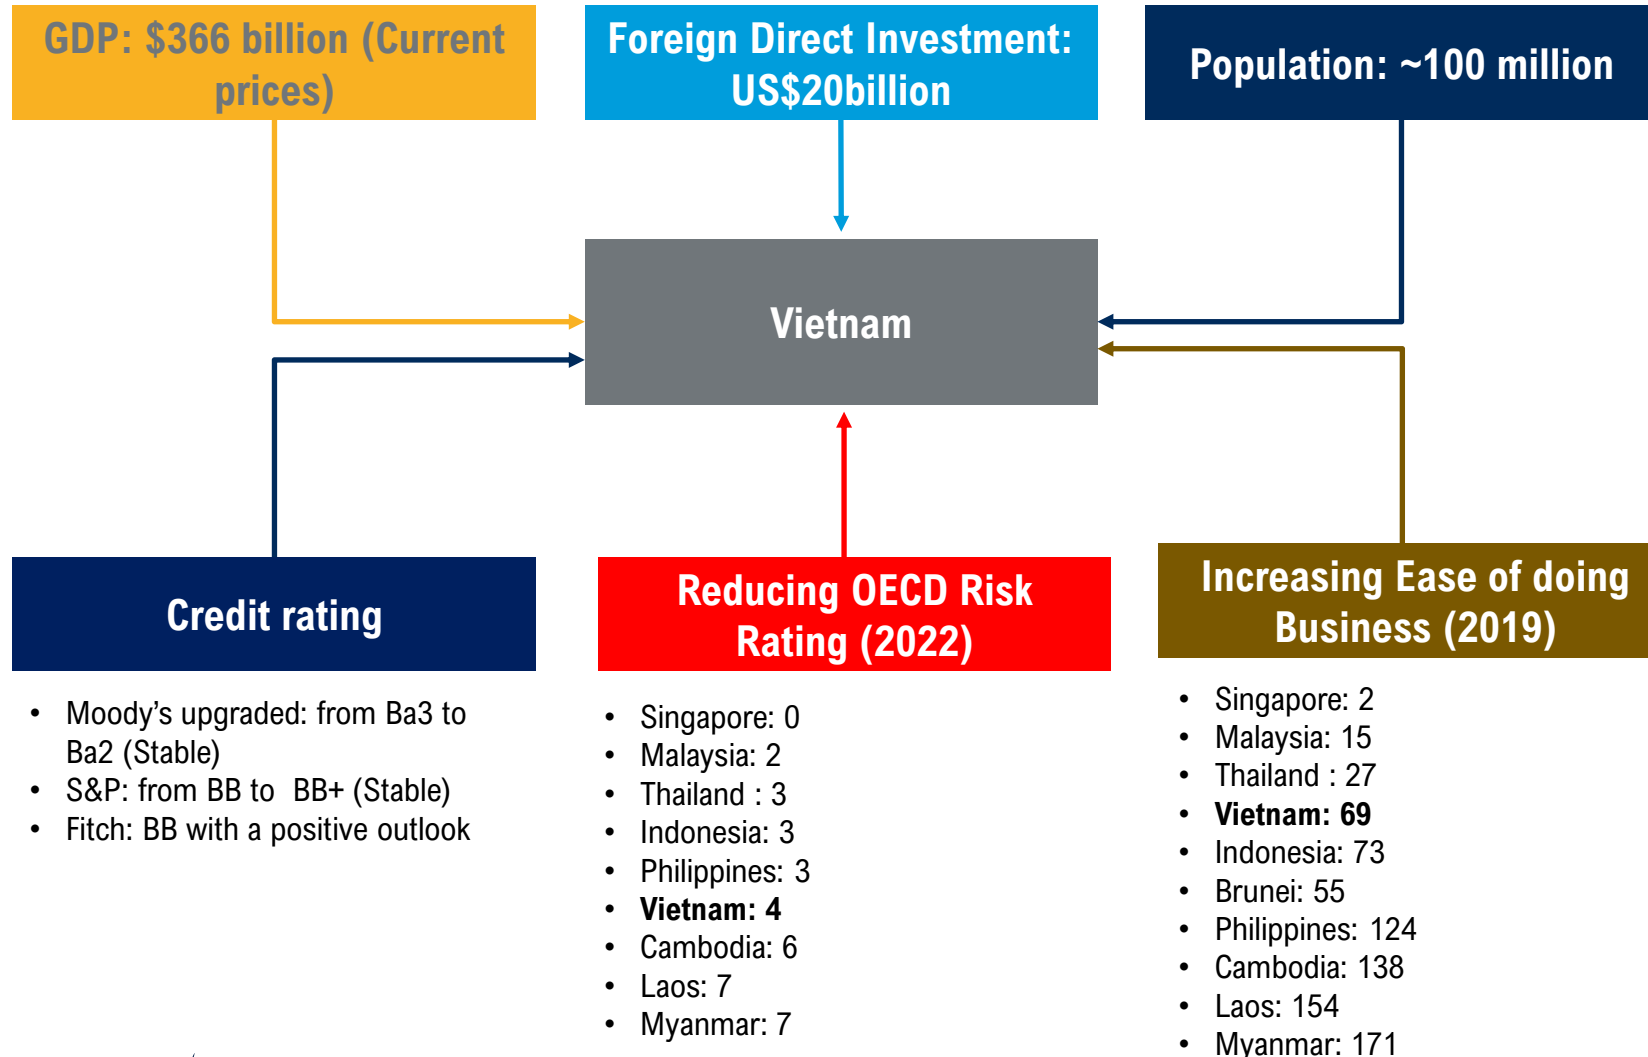 GDP: $366 billion (Current
prices)
Foreign Direct Investment:
US$20billion
Population: ~100 million
Vietnam
Credit rating
• Moody’s upgraded: from Ba3 to
Ba2 (Stable)
• S&P: from BB to  BB+ (Stable)
• Fitch: BB with a positive outlook
Reducing OECD Risk
Rating (2022)
• Singapore: 0
• Malaysia: 2
• Thailand : 3
• Indonesia: 3
• Philippines: 3
• Vietnam: 4
• Cambodia: 6
• Laos: 7
• Myanmar: 7
Increasing Ease of doing
Business (2019)
• Singapore: 2
• Malaysia: 15
• Thailand : 27
• Vietnam: 69
• Indonesia: 73
• Brunei: 55
• Philippines: 124
• Cambodia: 138
• Laos: 154
• Myanmar: 171